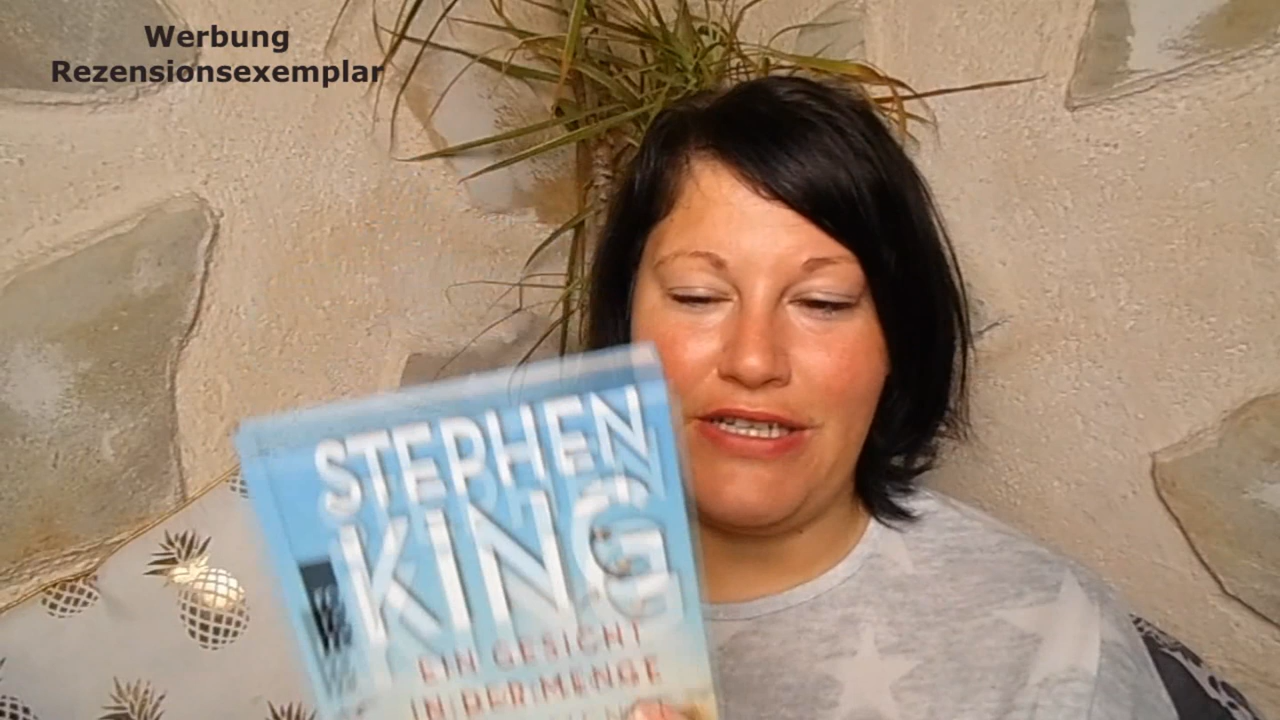 Werbung
Rezensionsexemplar
STEPHEN
KING
EIN GESICHT
IN DER MENGE